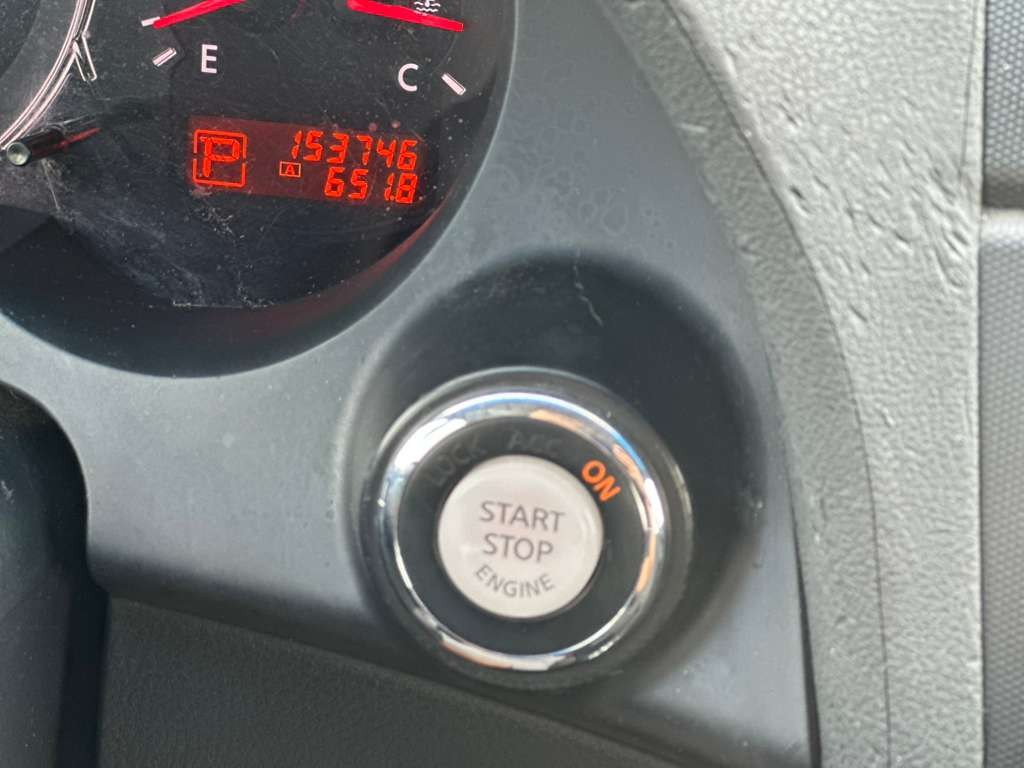 E
C
P
153746
A
651.8
LOCK ACC ON
START
STOP
ENGINE